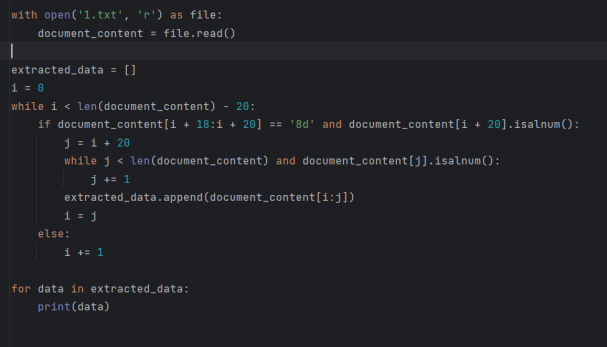 with open('1.txt', 'r') as file:
    document_content = file.read()

extracted_data = []
i = 0
while i < len(document_content) - 20:
    if document_content[i + 18:i + 20] == '8d' and document_content[i + 20].isalnum():
        j = i + 20
        while j < len(document_content) and document_content[j].isalnum():
            j += 1
        extracted_data.append(document_content[i:j])
        i = j
    else:
        i += 1

for data in extracted_data:
    print(data)